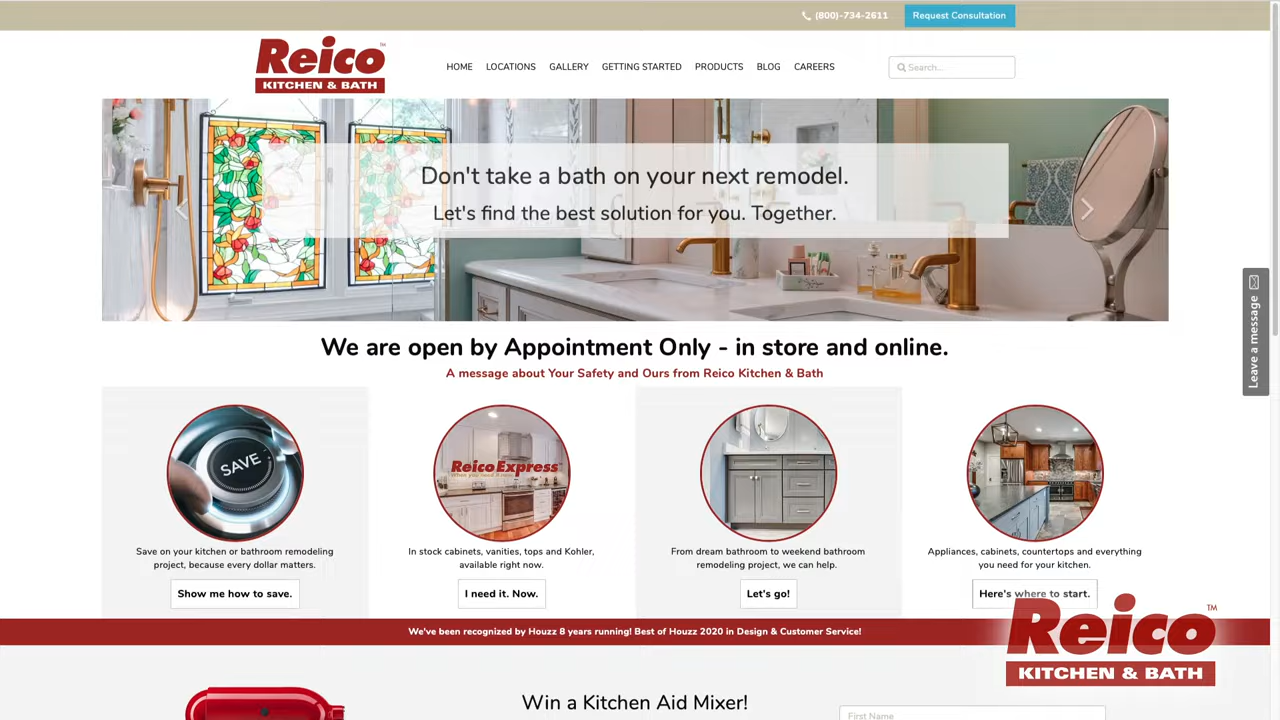 (800)-734-2611
Request Consultation
Reico™
KITCHEN & BATH
HOME
LOCATIONS
GALLERY
GETTING STARTED
PRODUCTS
BLOG
CAREERS
Search...
Don't take a bath on your next remodel.
Let's find the best solution for you. Together.
Leave a message
We are open by Appointment Only - in store and online.
A message about Your Safety and Ours from Reico Kitchen & Bath
SAVE
Save on your kitchen or bathroom remodeling
project, because every dollar matters.
Show me how to save.
ReicoExpress
When you need it now.
In stock cabinets, vanities, tops and Kohler,
available right now.
I need it. Now.
From dream bathroom to weekend bathroom
remodeling project, we can help.
Let's go!
Appliances, cabinets, countertops and everything
you need for your kitchen.
Here's where to start.
We've been recognized by Houzz 8 years running! Best of Houzz 2020 in Design & Customer Service!
Reico™
KITCHEN & BATH
Win a Kitchen Aid Mixer!
First Name